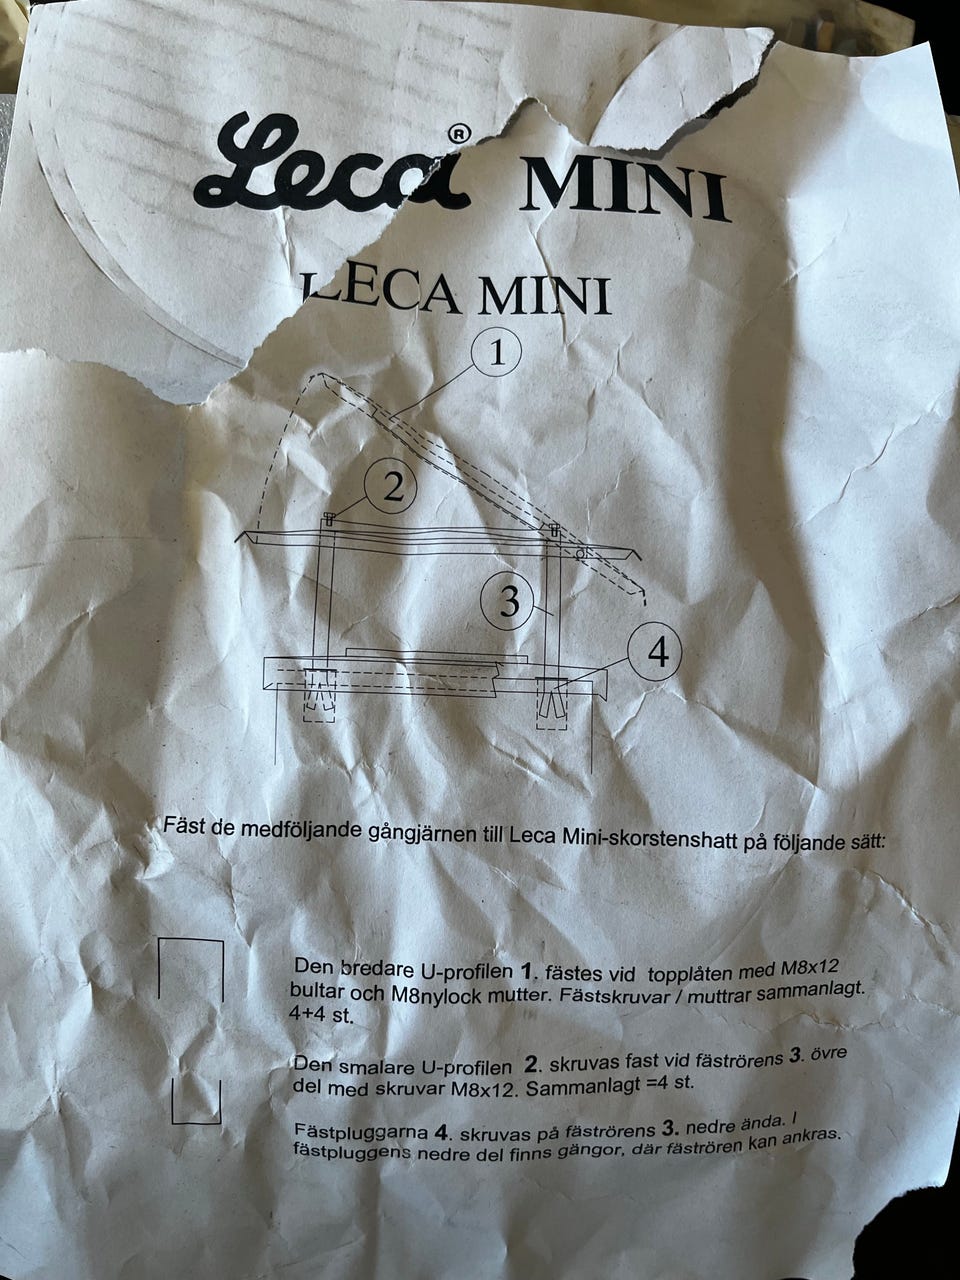 Leca® MINI
LECA MINI
1
2
3
4
Fäst de medföljande gångjärnen till Leca Mini-skorstenshatt på följande sätt:
Den bredare U-profilen 1. fästes vid topplåten med M8x12
bultar och M8nylock mutter. Fästskruvar / muttrar sammanlagt.
4+4 st.
Den smalare U-profilen 2. skruvas fast vid fäströrens 3. övre
del med skruvar M8x12. Sammanlagt =4 st.
Fästpluggarna 4. skruvas på fäströrens 3. nedre ända. I
fästpluggens nedre del finns gängor, där fäströren kan ankras.